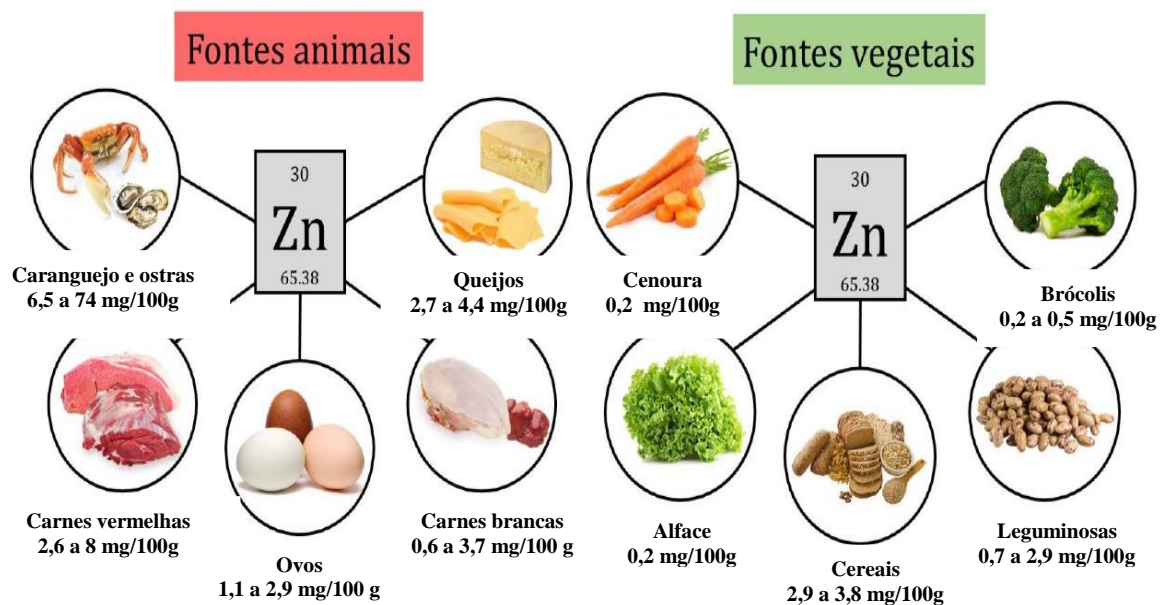 Fontes animais
30
Zn
65.38
Caranguejo e ostras
6,5 a 74 mg/100g
Queijos
2,7 a 4,4 mg/100g
Carnes vermelhas
2,6 a 8 mg/100g
Ovos
1,1 a 2,9 mg/100 g
Carnes brancas
0,6 a 3,7 mg/100 g
Fontes vegetais
30
Zn
65.38
Cenoura
0,2 mg/100g
Brócolis
0,2 a 0,5 mg/100g
Alface
0,2 mg/100g
Cereais
2,9 a 3,8 mg/100g
Leguminosas
0,7 a 2,9 mg/100g